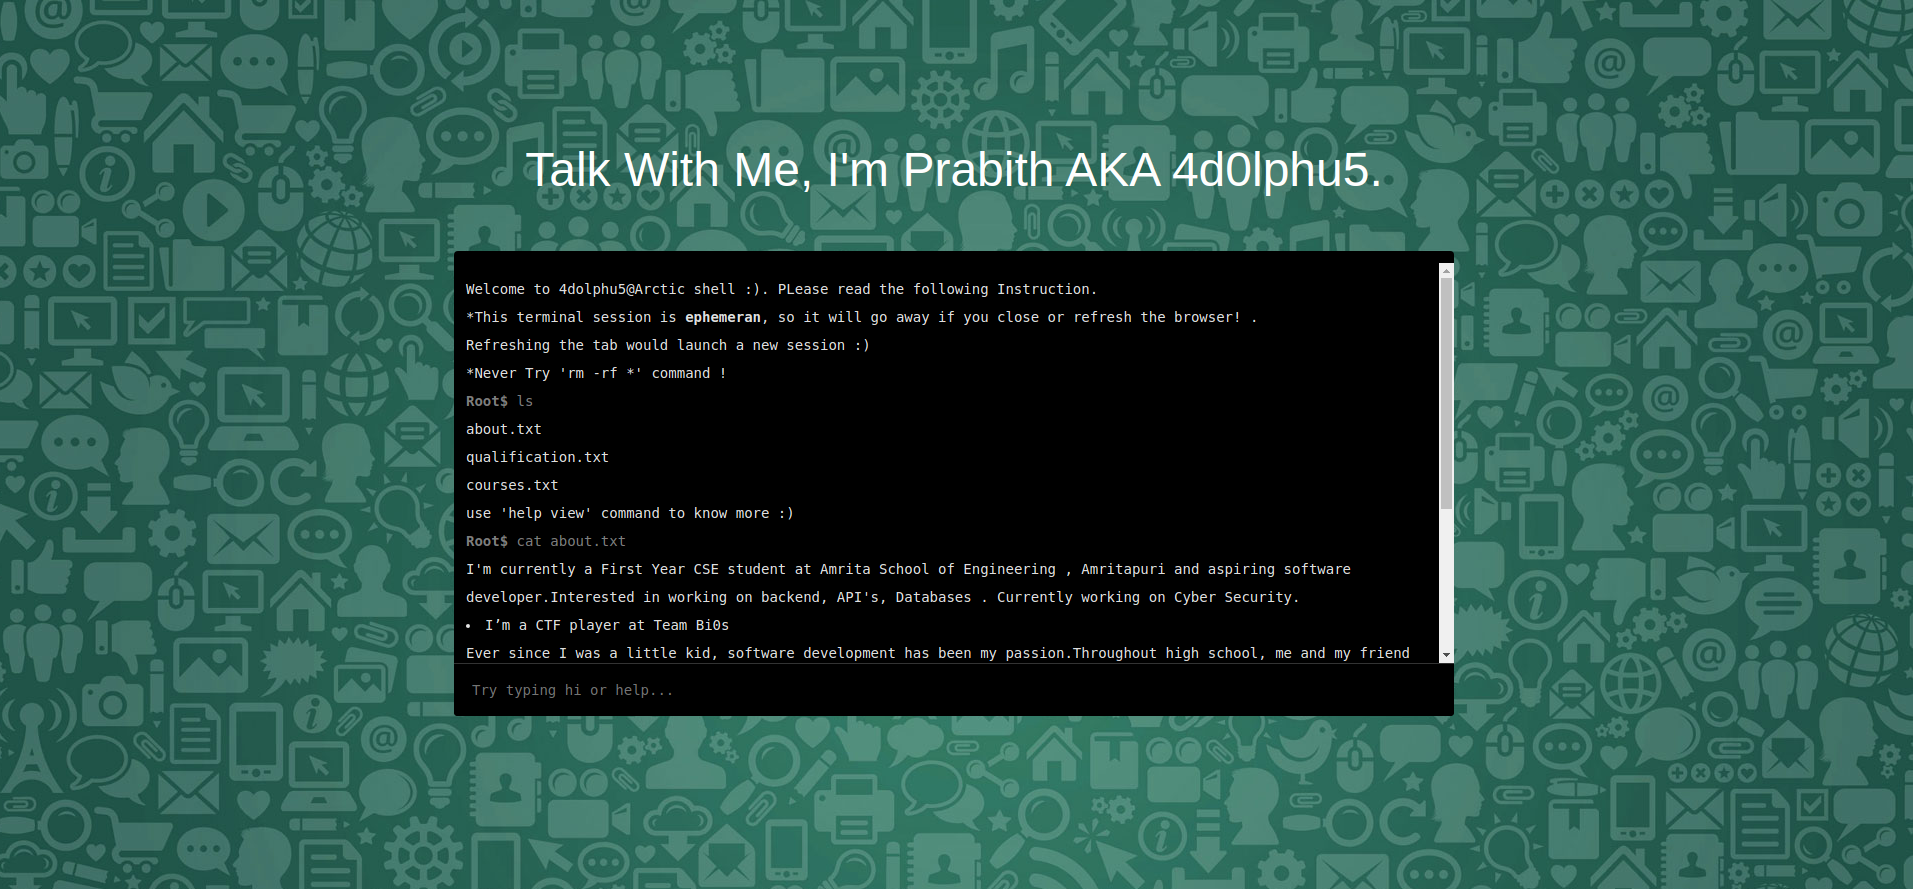 Talk With Me, I'm Prabith AKA 4d0lphu5.
Welcome to 4dolphu5@Arctic shell :). PLease read the following Instruction.
*This terminal session is ephemeran, so it will go away if you close or refresh the browser! .
Refreshing the tab would launch a new session :)
*Never Try 'rm -rf *' command !
Root$ ls
about.txt
qualification.txt
courses.txt
use 'help view' command to know more :)
Root$ cat about.txt
I'm currently a First Year CSE student at Amrita School of Engineering , Amritapuri and aspiring software
developer.Interested in working on backend, API's, Databases . Currently working on Cyber Security.
• I’m a CTF player at Team Bi0s
Ever since I was a little kid, software development has been my passion.Throughout high school, me and my friend
Try typing hi or help...